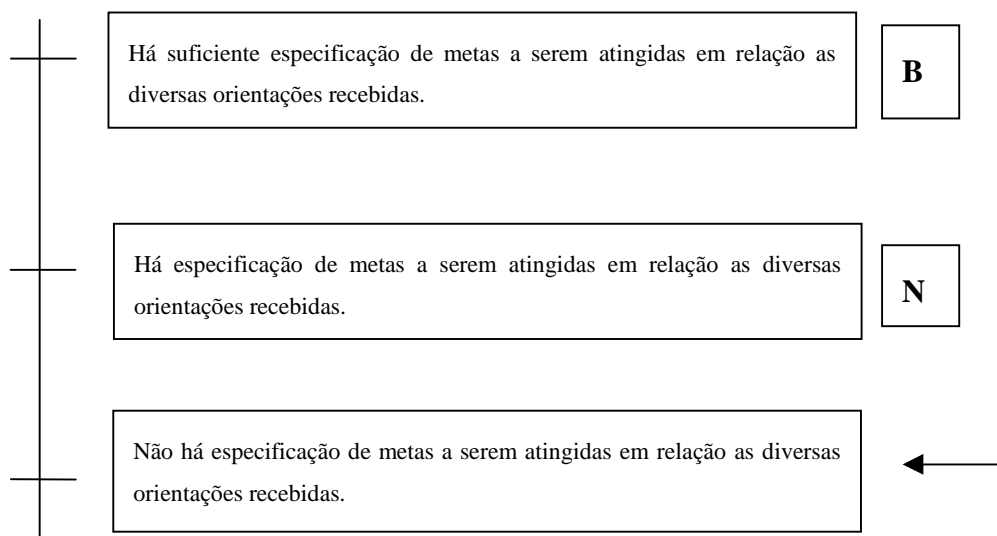 Há suficiente especificação de metas a serem atingidas em relação as
diversas orientações recebidas.
B
Há especificação de metas a serem atingidas em relação as diversas
orientações recebidas.
N
Não há especificação de metas a serem atingidas em relação as diversas
orientações recebidas.